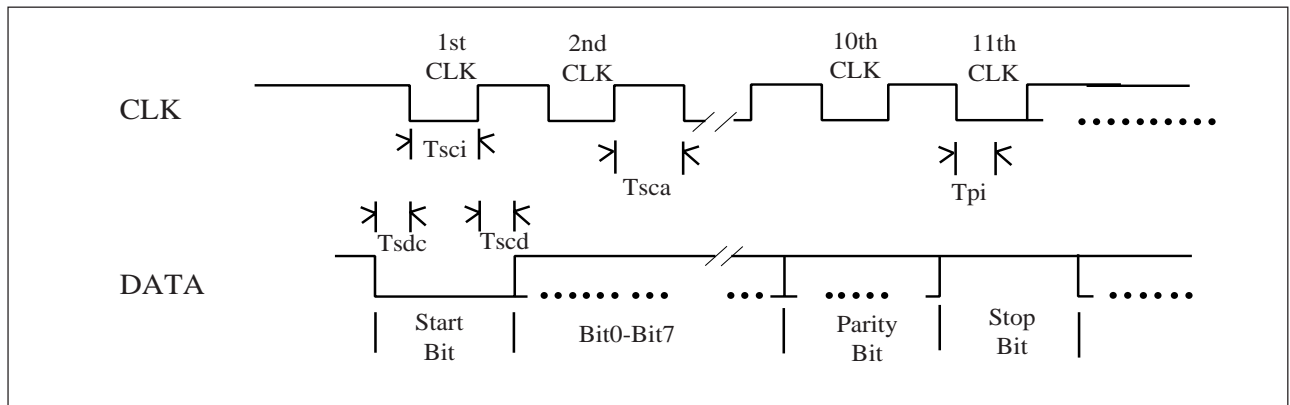 1st
CLK
2nd
CLK
10th
CLK
11th
CLK
CLK
Tsci
Tsca
Tpi
Tsdc
Tscd
DATA
Start
Bit
Bit0-Bit7
Parity
Bit
Stop
Bit